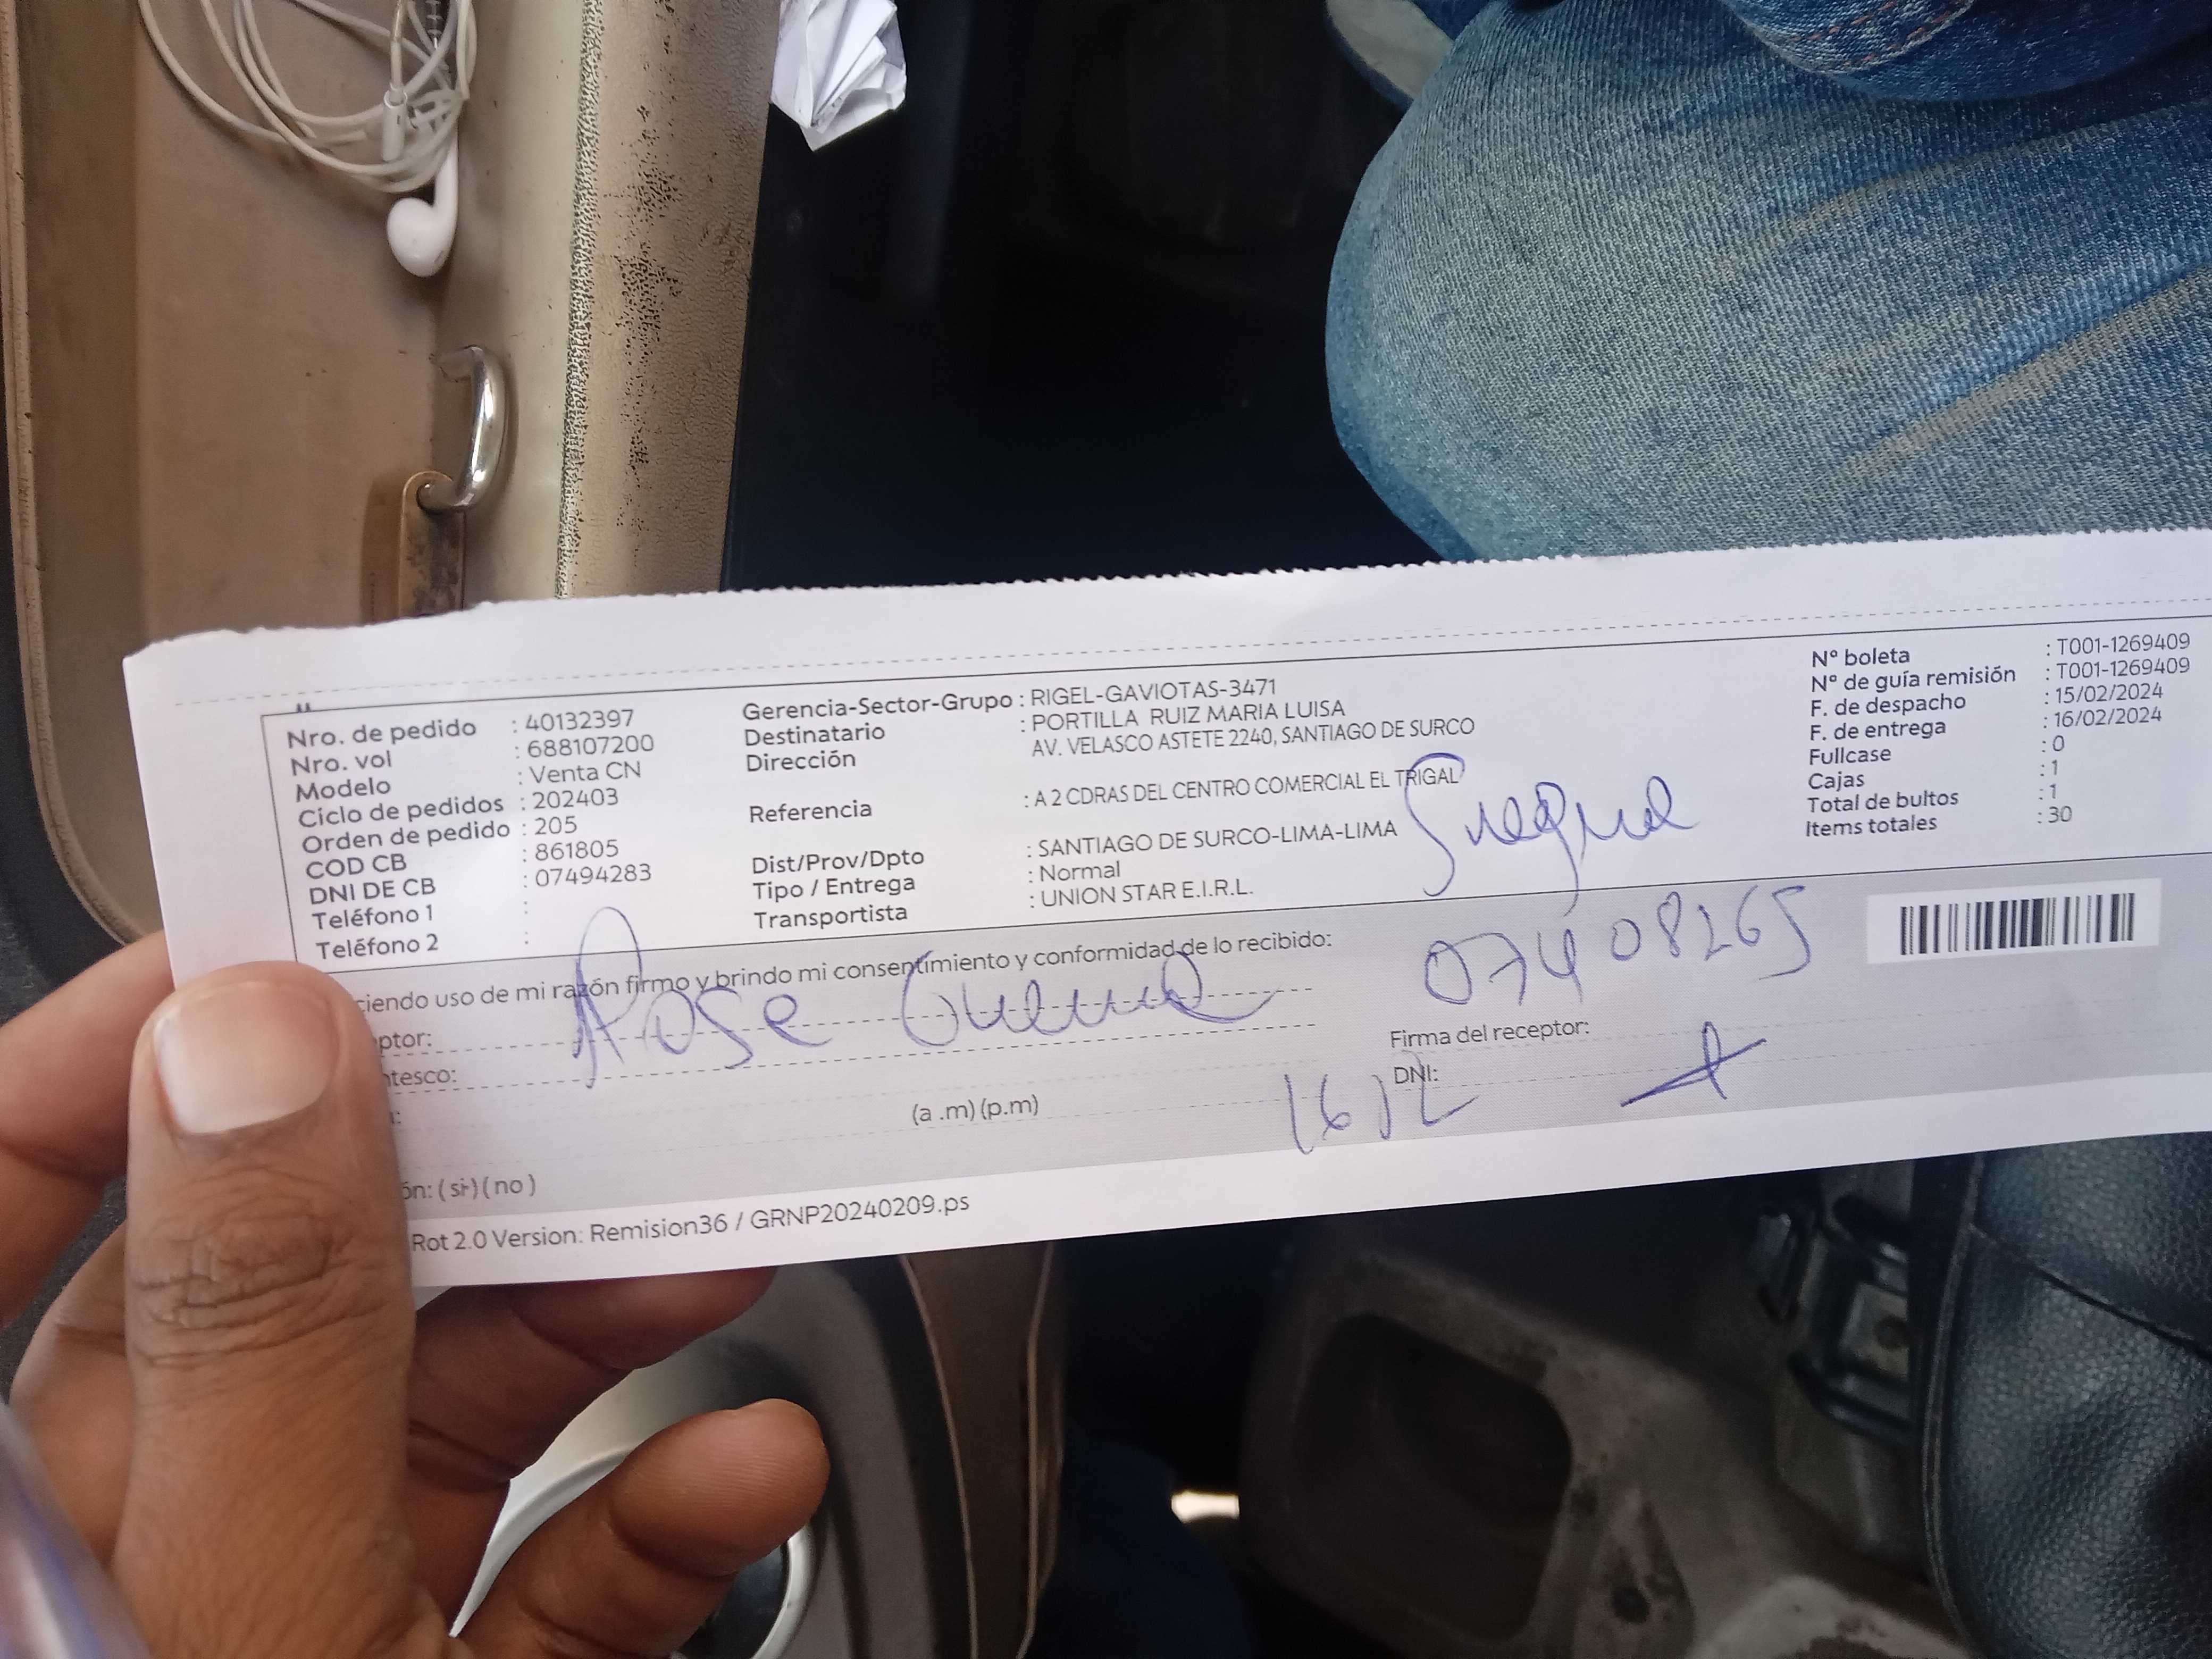 Nro. de pedido : 40132397
Nro. vol : 688107200
Modelo : Venta CN
Ciclo de pedidos : 202403
Orden de pedido : 205
COD CB : 861805
DNI DE CB : 07494283
Teléfono 1 :
Teléfono 2 :
Gerencia-Sector-Grupo : RIGEL-GAVIOTAS-3471
Destinatario : PORTILLA RUIZ MARIA LUISA
Dirección AV. VELASCO ASTETE 2240, SANTIAGO DE SURCO
Referencia : A 2 CDRAS DEL CENTRO COMERCIAL EL TRIGAL
Dist/Prov/Dpto : SANTIAGO DE SURCO-LIMA-LIMA
Tipo / Entrega : Normal
Transportista : UNION STAR E.I.R.L.
Nº boleta : T001-1269409
Nº de guía remisión : T001-1269409
F. de despacho : 15/02/2024
F. de entrega : 16/02/2024
Fullcase : 0
Cajas : 1
Total de bultos : 1
Items totales : 30
Suegra
ciendo uso de mi razón firmo y brindo mi consentimiento y conformidad de lo recibido:
07408265
ptor: Rosa
ntesco:
Firma del receptor:
DNI:
(a .m) (p.m)
1612
ón: ( si ) ( no )
Rot 2.0 Version: Remision36 / GRNP20240209.ps